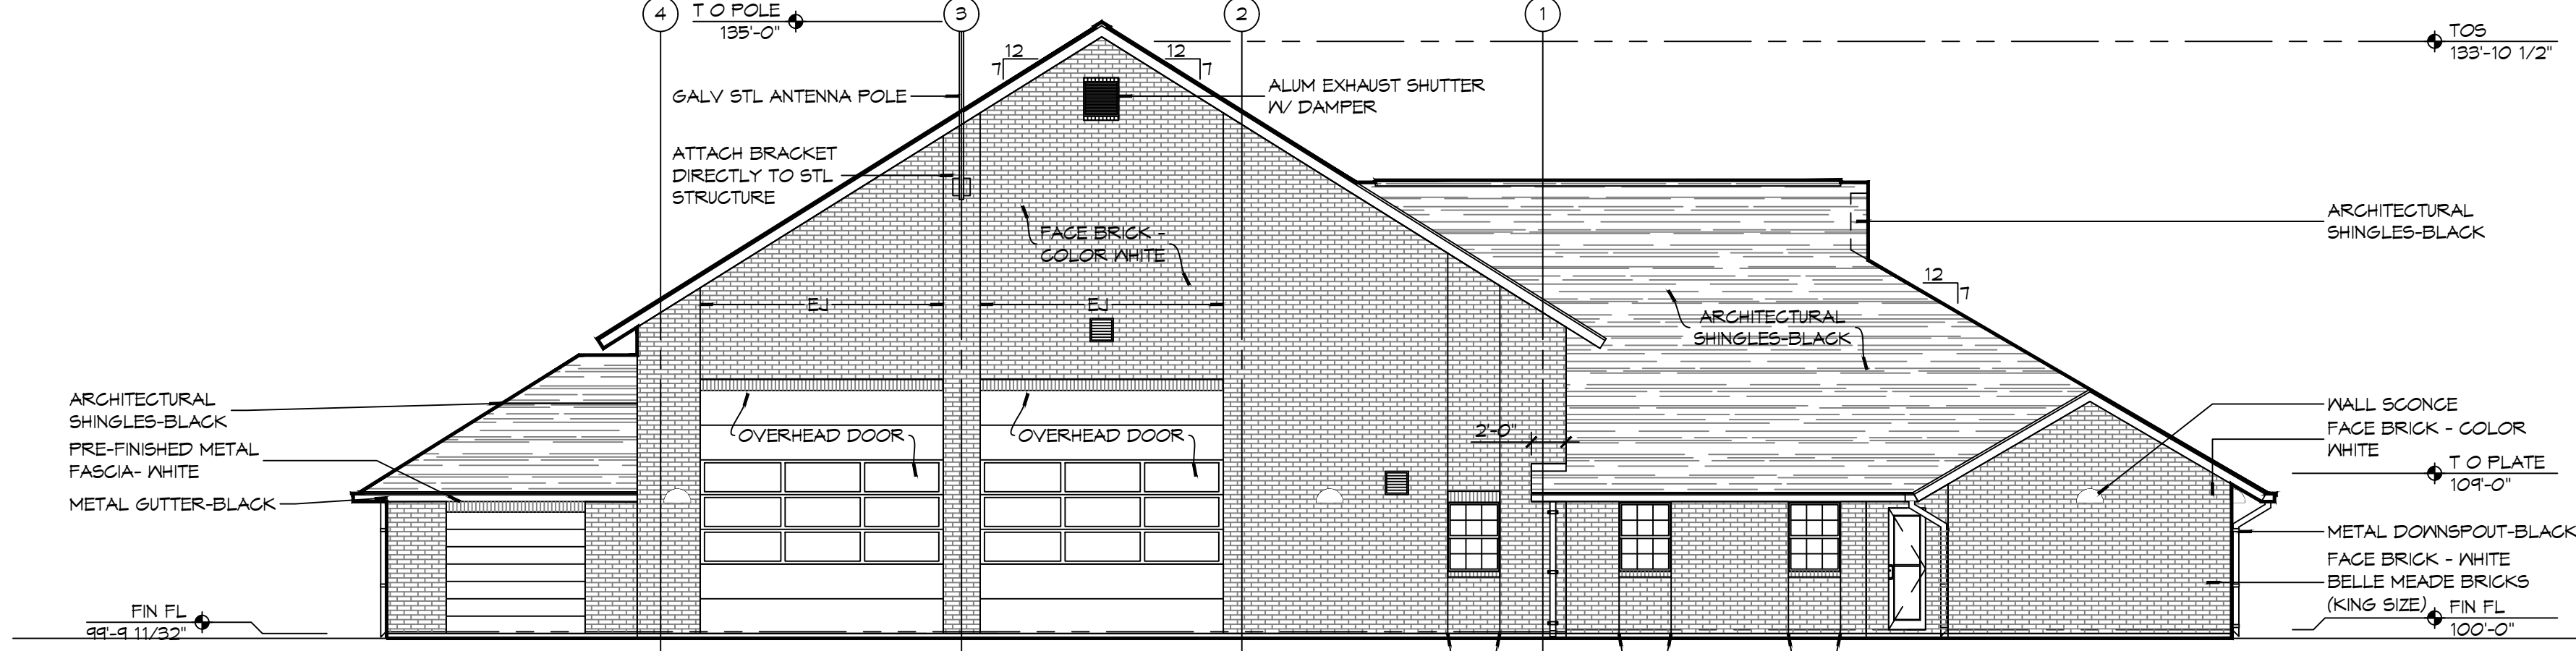 4
T O POLE
135'-0"
3
2
1
TOS
133'-10 1/2"
12
7
12
7
GALV STL ANTENNA POLE
ALUM EXHAUST SHUTTER
W/ DAMPER
ATTACH BRACKET
DIRECTLY TO STL
STRUCTURE
FACE BRICK -
COLOR WHITE
ARCHITECTURAL
SHINGLES-BLACK
12
7
EJ
EJ
ARCHITECTURAL
SHINGLES-BLACK
ARCHITECTURAL
SHINGLES-BLACK
PRE-FINISHED METAL
FASCIA- WHITE
METAL GUTTER-BLACK
OVERHEAD DOOR
OVERHEAD DOOR
2'-0"
WALL SCONCE
FACE BRICK - COLOR
WHITE
T O PLATE
109'-0"
METAL DOWNSPOUT-BLACK
FACE BRICK - WHITE
BELLE MEADE BRICKS
(KING SIZE)
FIN FL
100'-0"
FIN FL
99'-9 11/32"